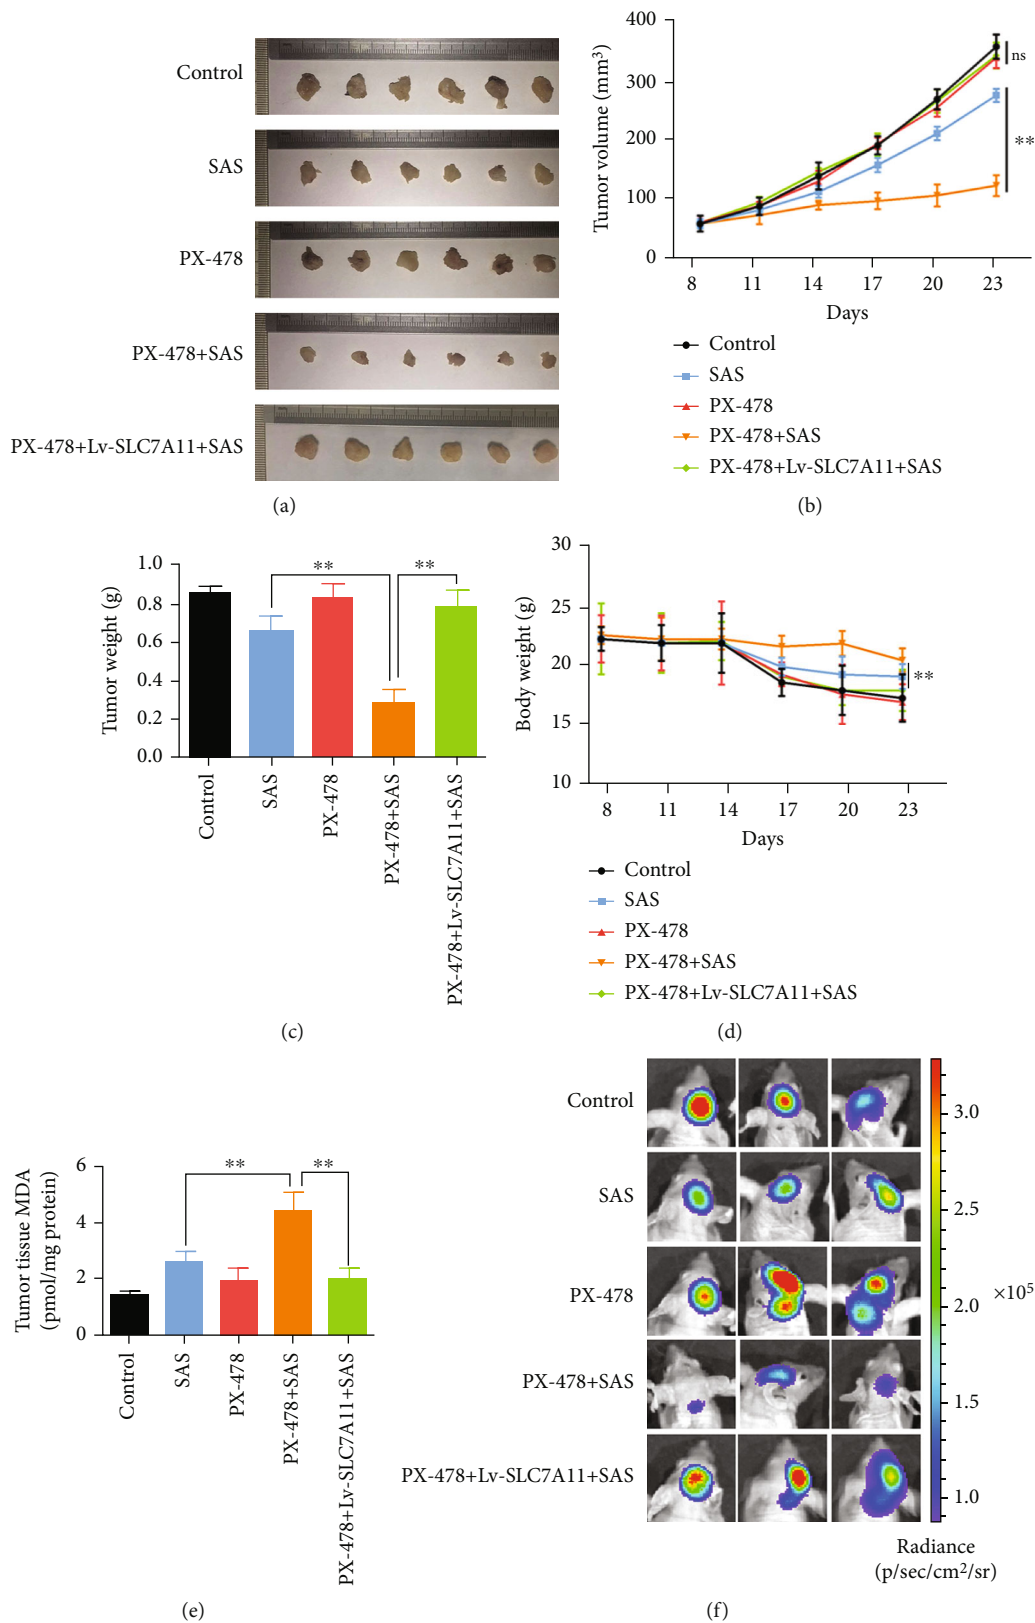 Control
SAS
PX-478
PX-478+SAS
PX-478+Lv-SLC7A11+SAS
(a)
Tumor volume (mm³)
400
300
200
100
0
8 11 14 17 20 23
Days
ns
**
Control
SAS
PX-478
PX-478+SAS
PX-478+Lv-SLC7A11+SAS
(b)
Tumor weight (g)
1.0
0.8
0.6
0.4
0.2
0.0
** **
Control
SAS
PX-478
PX-478+SAS
PX-478+Lv-SLC7A11+SAS
(c)
Body weight (g)
30
25
20
15
10
8 11 14 17 20 23
Days
**
Control
SAS
PX-478
PX-478+SAS
PX-478+Lv-SLC7A11+SAS
(d)
Tumor tissue MDA
(pmol/mg protein)
6
4
2
0
** **
Control
SAS
PX-478
PX-478+SAS
PX-478+Lv-SLC7A11+SAS
(e)
Control
SAS
PX-478
PX-478+SAS
PX-478+Lv-SLC7A11+SAS
3.0
2.5
2.0
1.5
1.0
×10⁵
Radiance
(p/sec/cm²/sr)
(f)